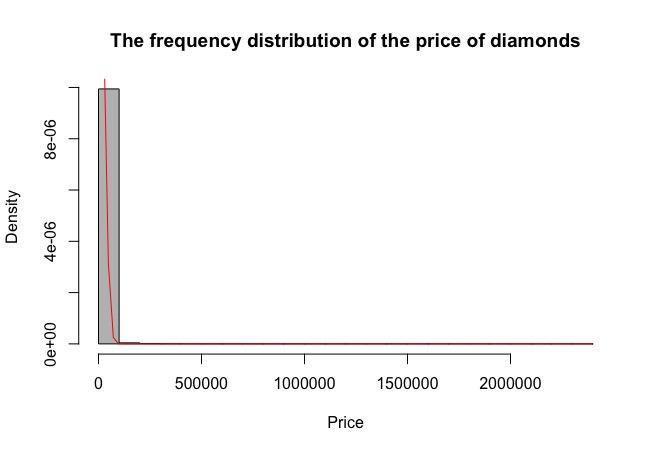 The frequency distribution of the price of diamonds
Density
8e-06
4e-06
0e+00
0 500000 1000000 1500000 2000000
Price